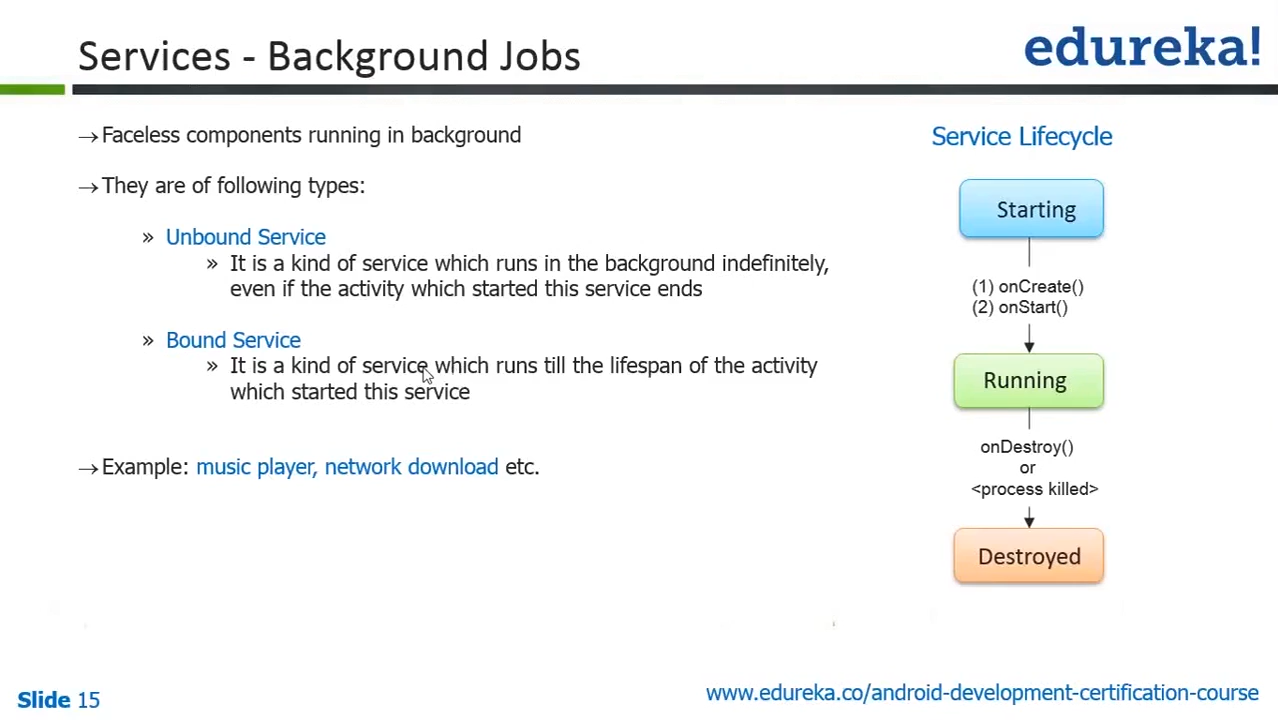 Services - Background Jobs
edureka!
→Faceless components running in background
→They are of following types:
» Unbound Service
» It is a kind of service which runs in the background indefinitely,
even if the activity which started this service ends
» Bound Service
» It is a kind of service which runs till the lifespan of the activity
which started this service
→Example: music player, network download etc.
Service Lifecycle
Starting
(1) onCreate()
(2) onStart()
Running
onDestroy()
or
<process killed>
Destroyed
Slide 15
www.edureka.co/android-development-certification-course